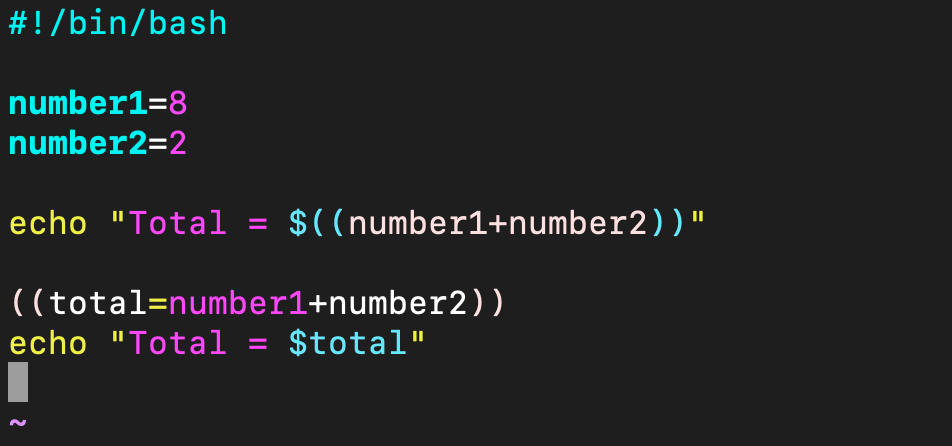 #!/bin/bash
number1=8
number2=2
echo "Total = $((number1+number2))"
((total=number1+number2))
echo "Total = $total"
~